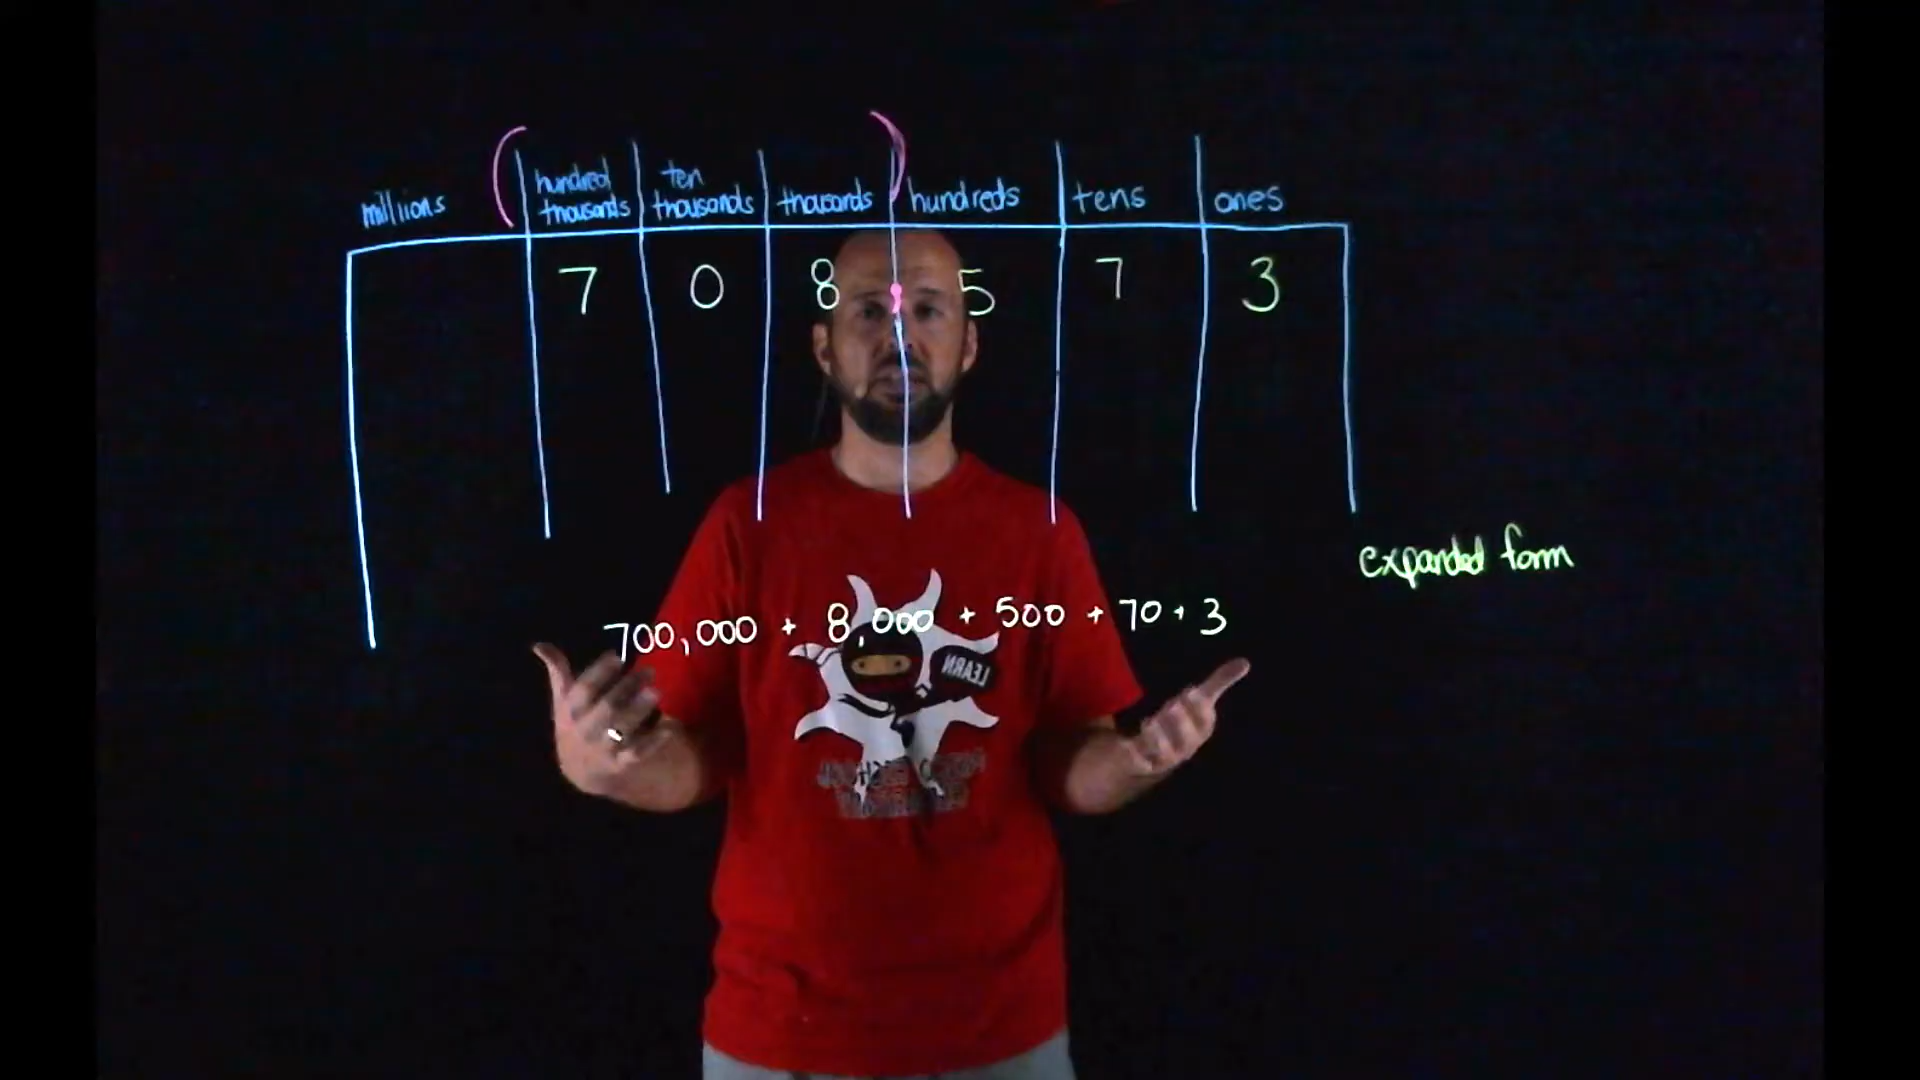 millions hundred thousands ten thousands thousands hundreds tens ones
7 0 8 5 7 3
expanded form
700,000 + 8,000 + 500 + 70 + 3
LEARN